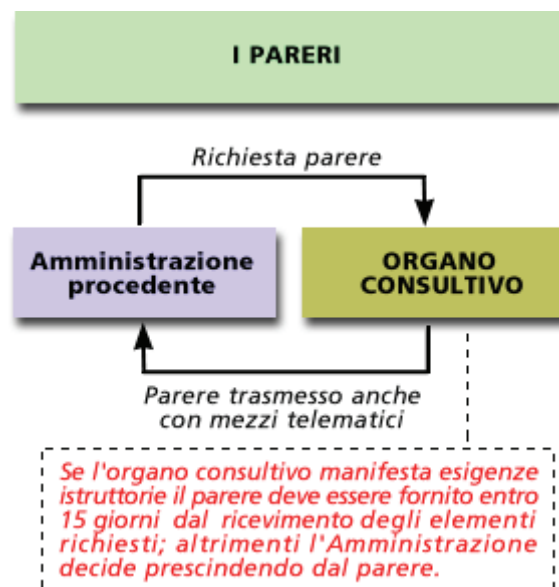 I PARERI
Richiesta parere
Amministrazione
procedente
ORGANO
CONSULTIVO
Parere trasmesso anche
con mezzi telematici
Se l'organo consultivo manifesta esigenze
istruttorie il parere deve essere fornito entro
15 giorni dal ricevimento degli elementi
richiesti; altrimenti l'Amministrazione
decide prescindendo dal parere.